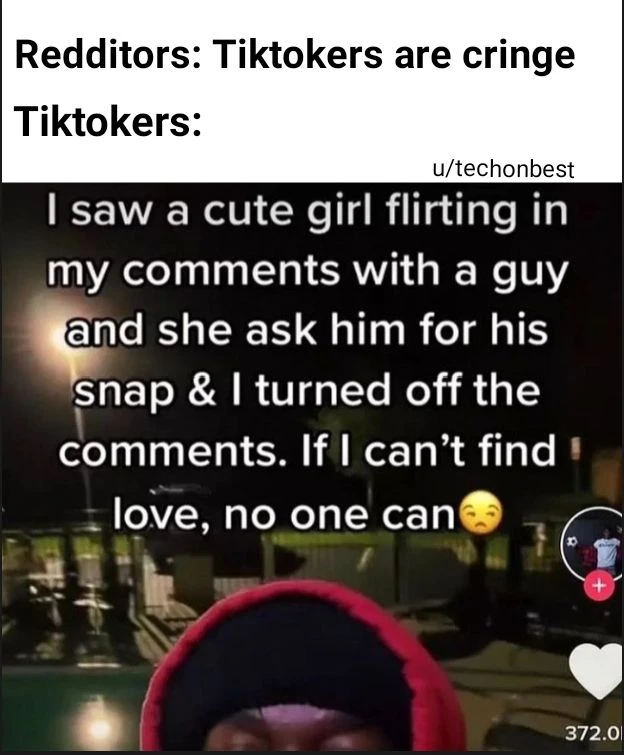 Redditors: Tiktokers are cringe
Tiktokers:
u/techonbest
I saw a cute girl flirting in
my comments with a guy
and she ask him for his
snap & I turned off the
comments. If I can't find
love, no one can😒
372.0